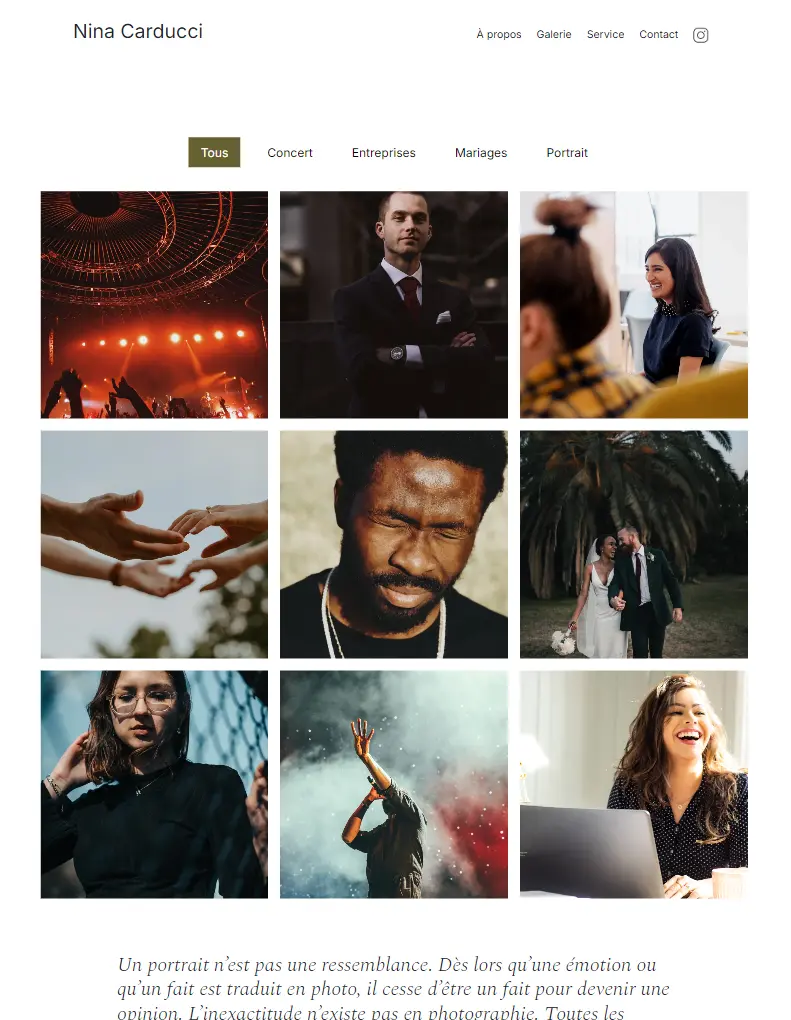 Nina Carducci
À propos Galerie Service Contact
Tous Concert Entreprises Mariages Portrait
Un portrait n’est pas une ressemblance. Dès lors qu’une émotion ou
qu’un fait est traduit en photo, il cesse d’être un fait pour devenir une
opinion. L’inexactitude n’existe pas en photographie. Toutes les